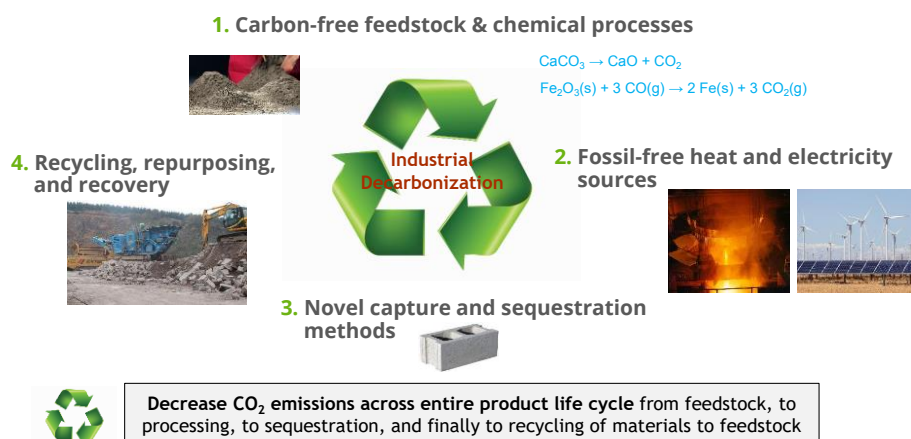 1. Carbon-free feedstock & chemical processes
CaCO₃ → CaO + CO₂
Fe₂O₃(s) + 3 CO(g) → 2 Fe(s) + 3 CO₂(g)
Industrial
Decarbonization
2. Fossil-free heat and electricity
sources
4. Recycling, repurposing,
and recovery
3. Novel capture and sequestration
methods
Decrease CO₂ emissions across entire product life cycle from feedstock, to
processing, to sequestration, and finally to recycling of materials to feedstock